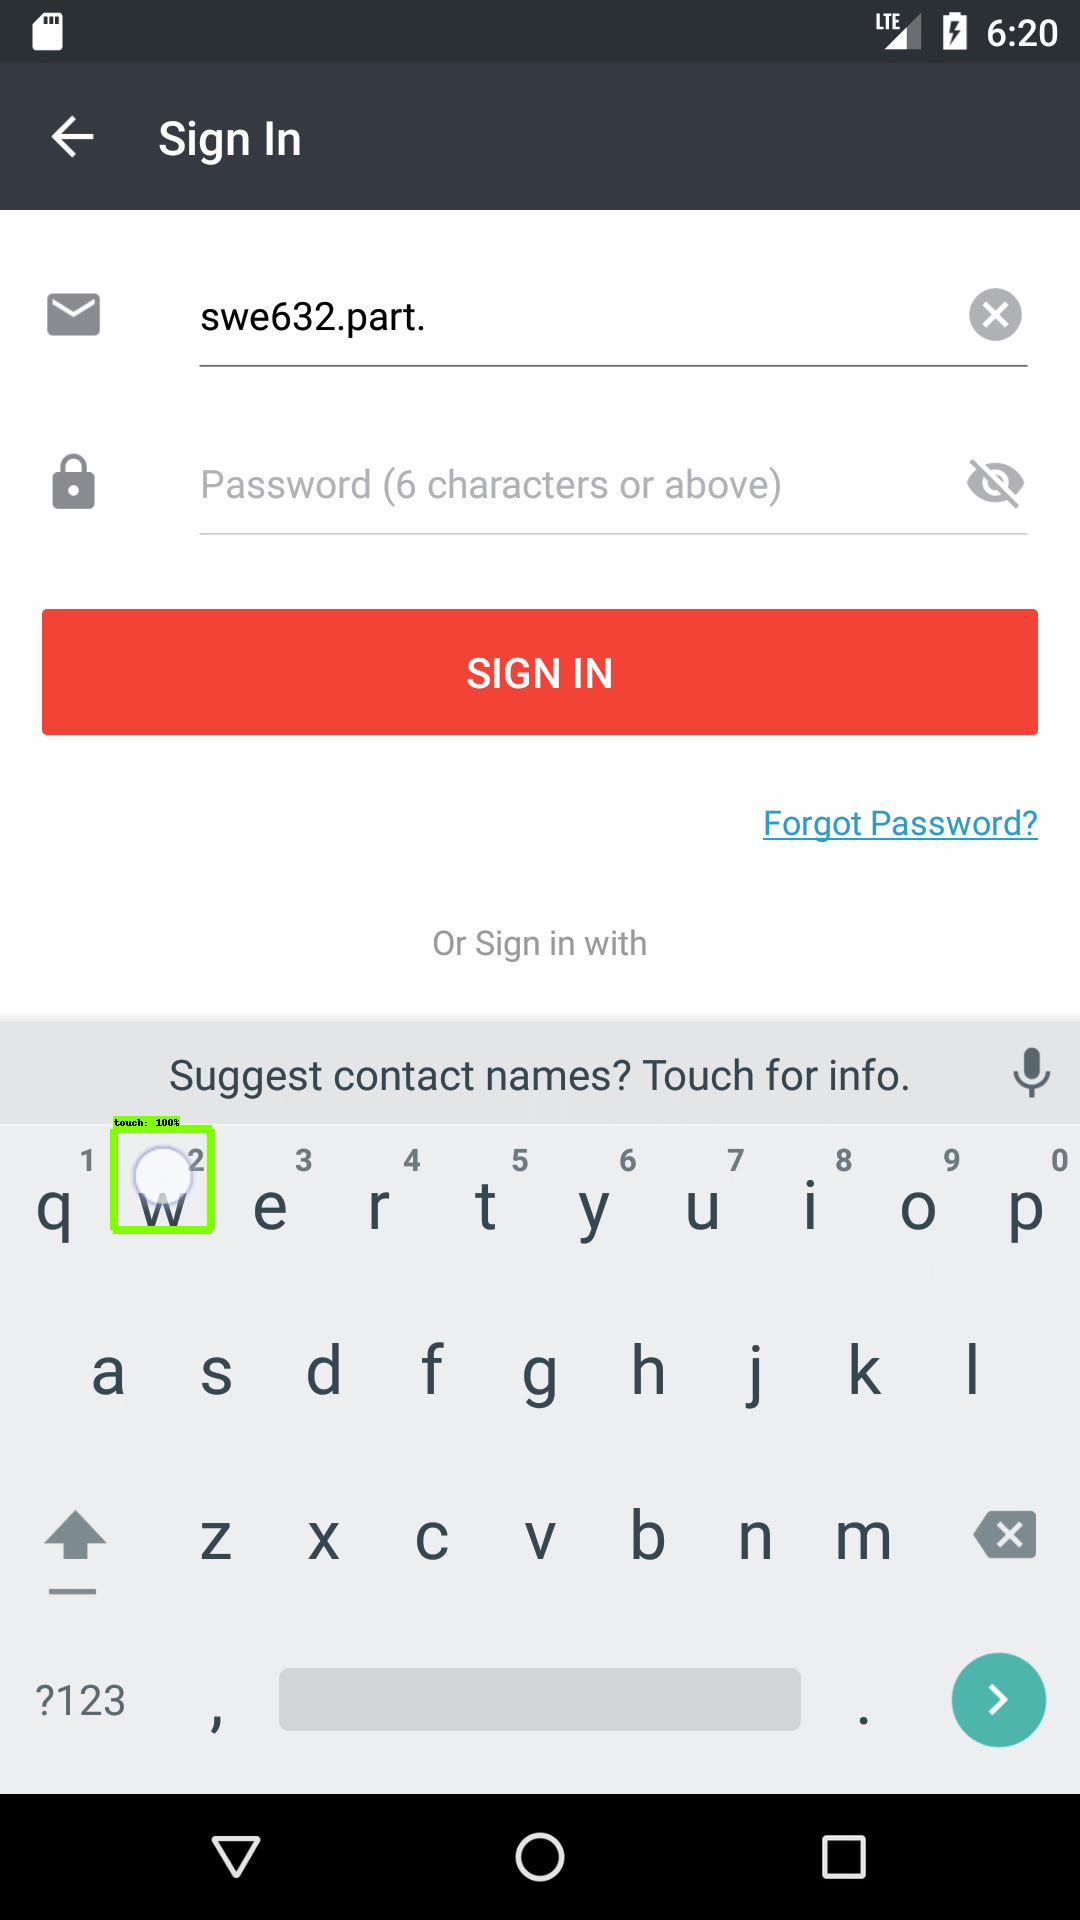 LTE 6:20
Sign In
swe632.part.
Password (6 characters or above)
SIGN IN
Forgot Password?
Or Sign in with
Suggest contact names? Touch for info.
touch: 100%
1 2 3 4 5 6 7 8 9 0
q w e r t y u i o p
a s d f g h j k l
z x c v b n m
?123 , .